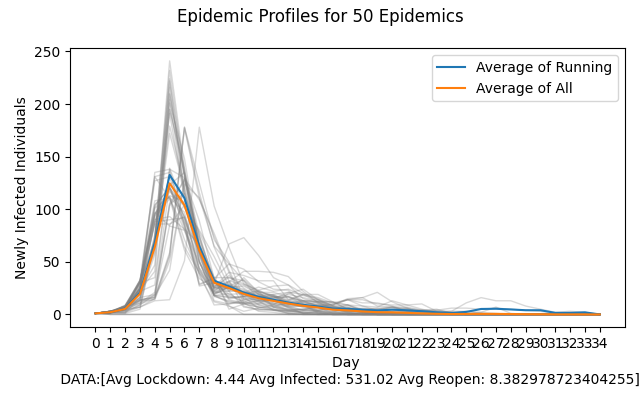 Epidemic Profiles for 50 Epidemics
Newly Infected Individuals
250
200
150
100
50
0
Average of Running
Average of All
0 1 2 3 4 5 6 7 8 9 10 11 12 13 14 15 16 17 18 19 20 21 22 23 24 25 26 27 28 29 30 31 32 33 34
Day
DATA:[Avg Lockdown: 4.44 Avg Infected: 531.02 Avg Reopen: 8.382978723404255]